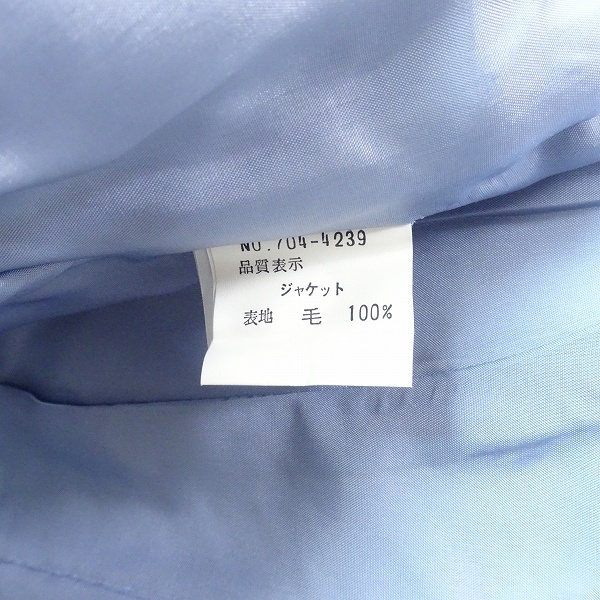 NO.704-4239
品質表示
ジャケット
表地 毛 100%